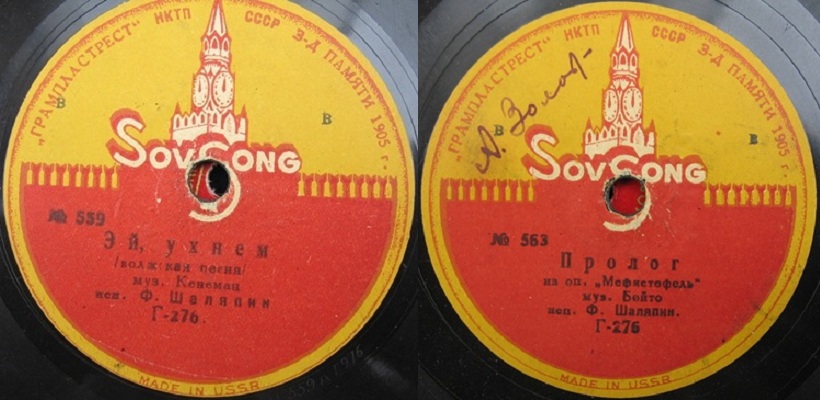 "ГРАМПЛАСТРЕСТ" НКТП СССР З-Д ПАМЯТИ 1905 г.
В
В
SOVSONG
№ 559
Эй, ухнем
/волжская песня/
муз. Кенеман
исп. Ф. Шаляпин
Г-276.
MADE IN USSR
559 1916
"ГРАМПЛАСТРЕСТ" НКТП СССР З-Д ПАМЯТИ 1905 г.
В
В
SOVSONG
№ 563
Пролог
из оп. „Мефистофель"
муз. Бойто
исп. Ф. Шаляпин.
Г-276
MADE IN USSR